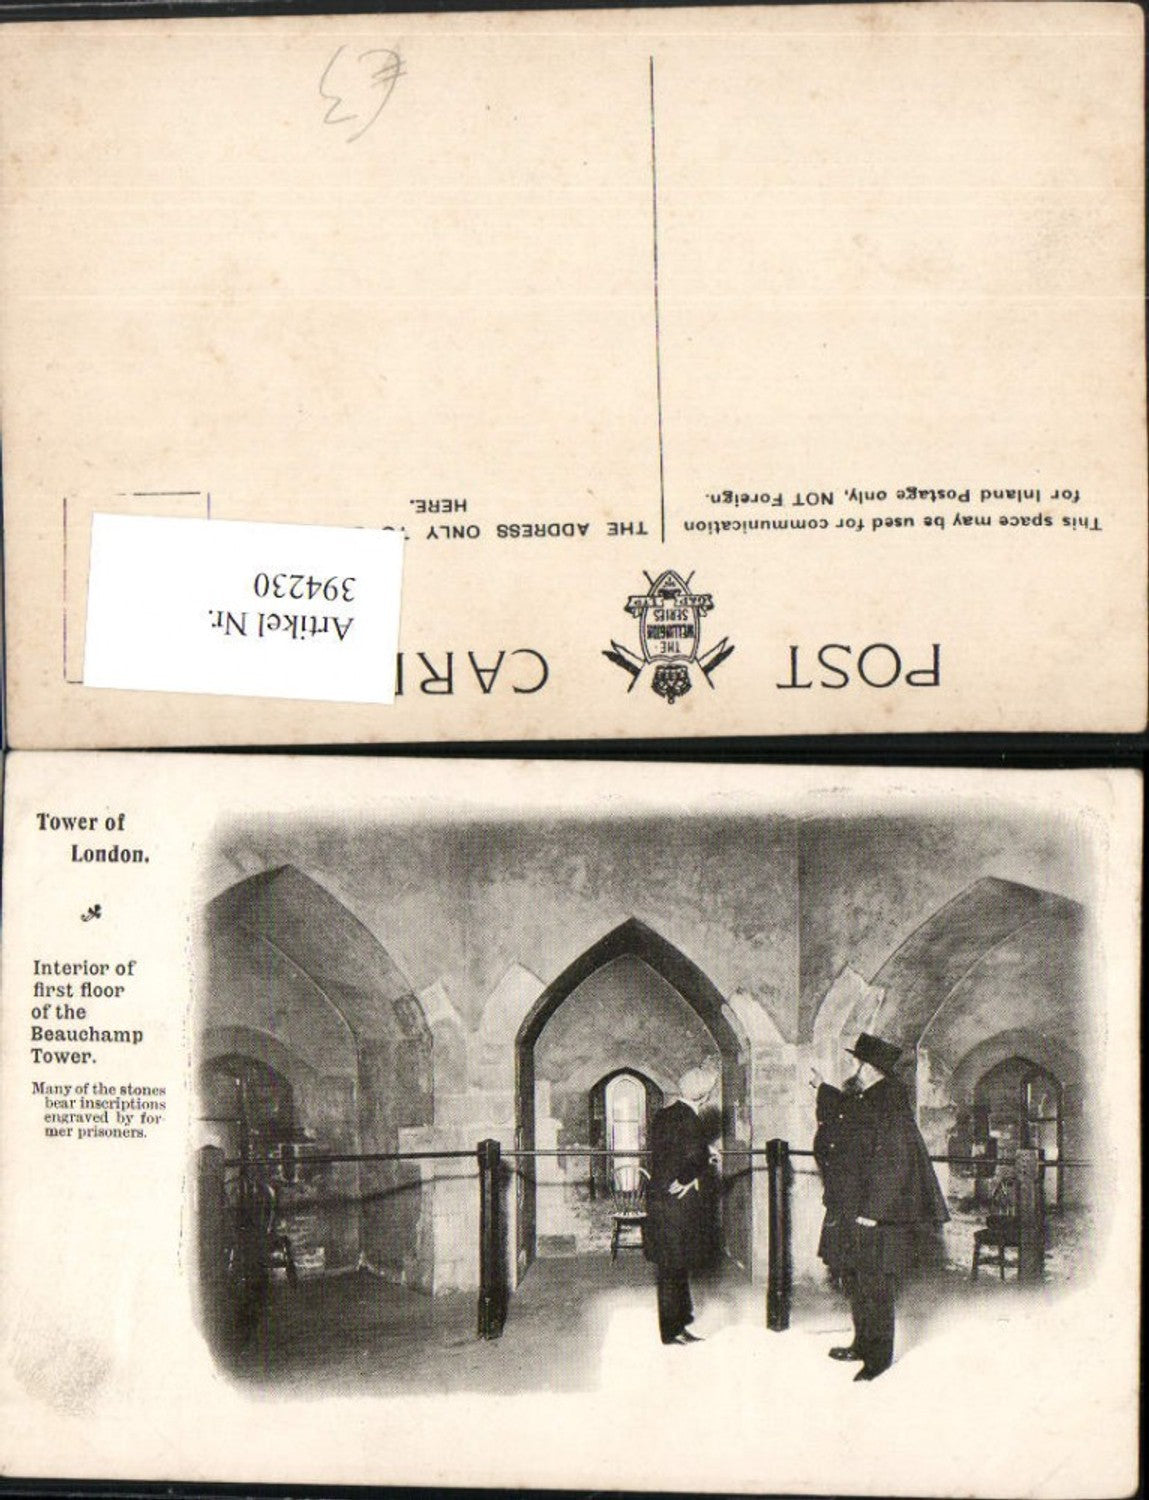 £3
POST CAR
THE
WELLINGTON
SERIES
G&P LTD
This space may be used for communication
for Inland Postage only, NOT Foreign.
THE ADDRESS ONLY TO
HERE.
Artikel Nr.
394230
Tower of
London.
Interior of
first floor
of the
Beauchamp
Tower.
Many of the stones
bear inscriptions
engraved by for-
mer prisoners.